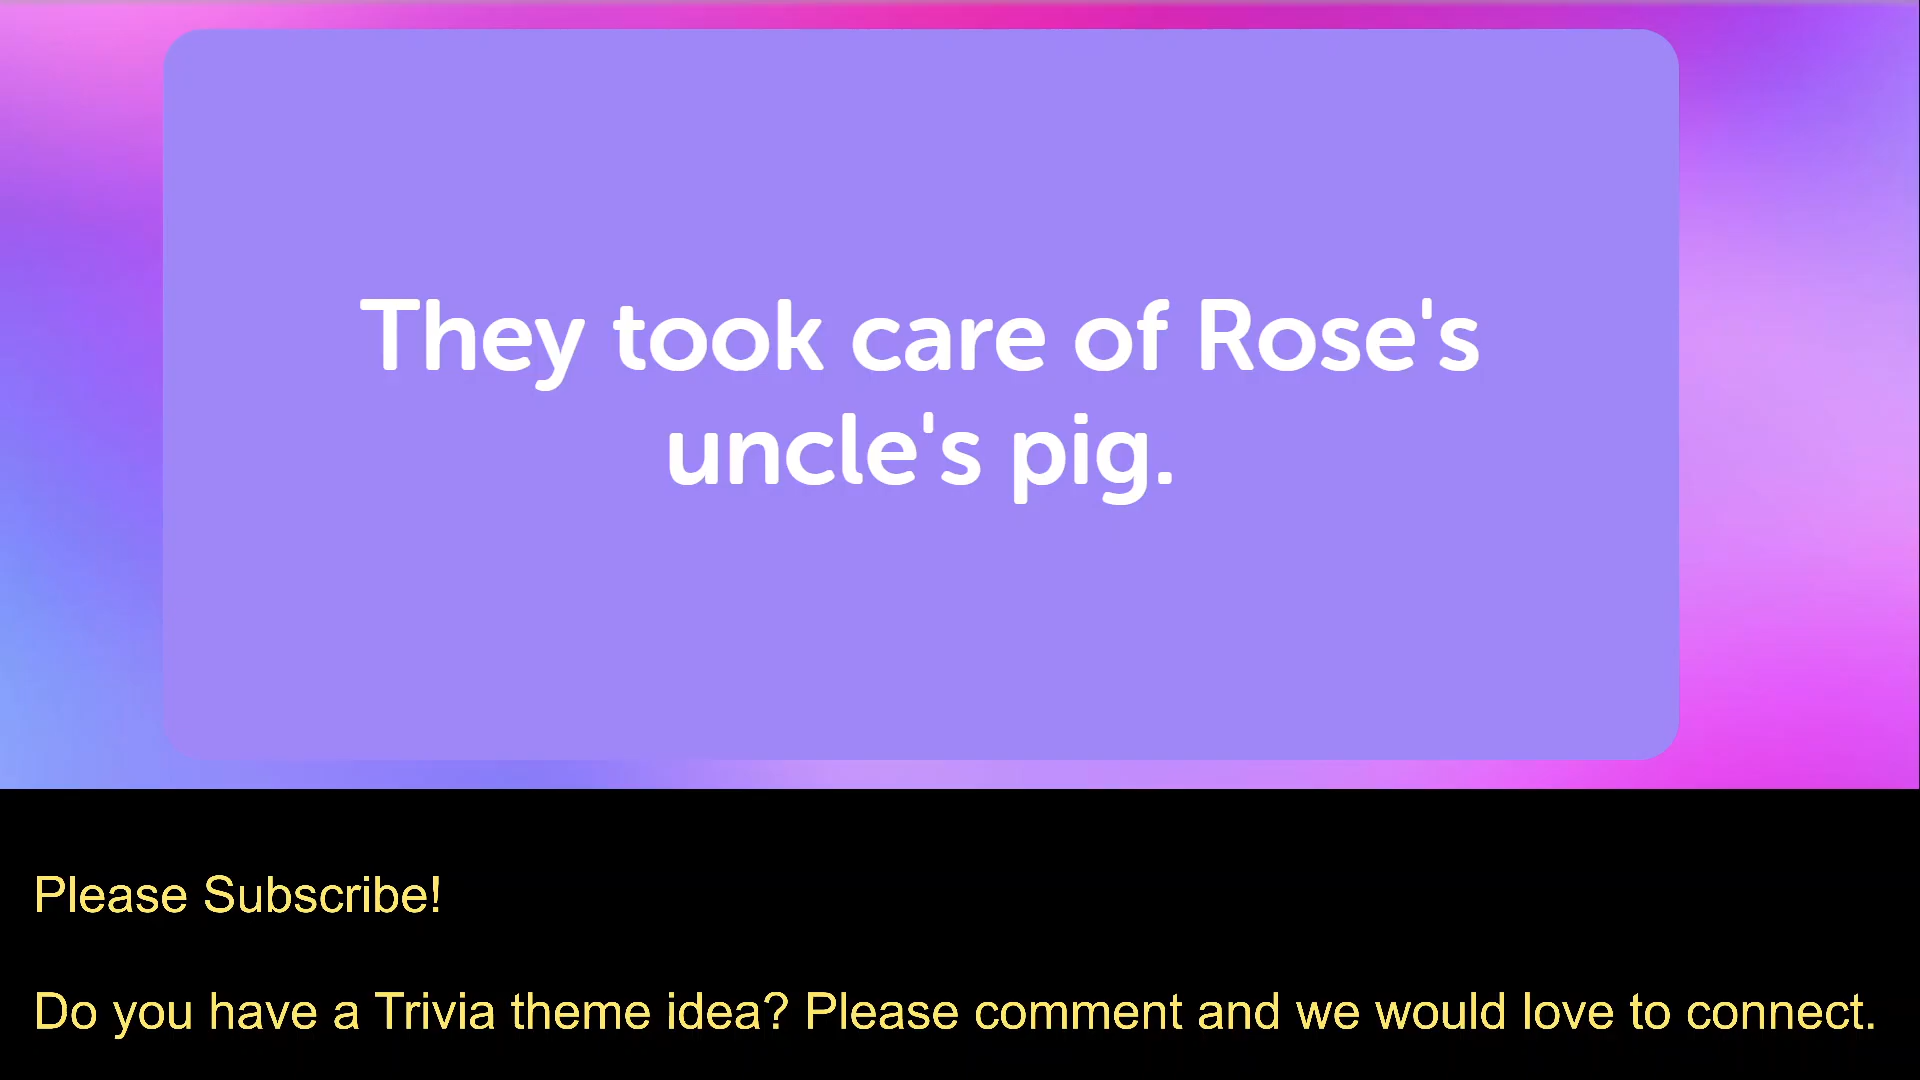 They took care of Rose's
uncle's pig.
Please Subscribe!
Do you have a Trivia theme idea? Please comment and we would love to connect.